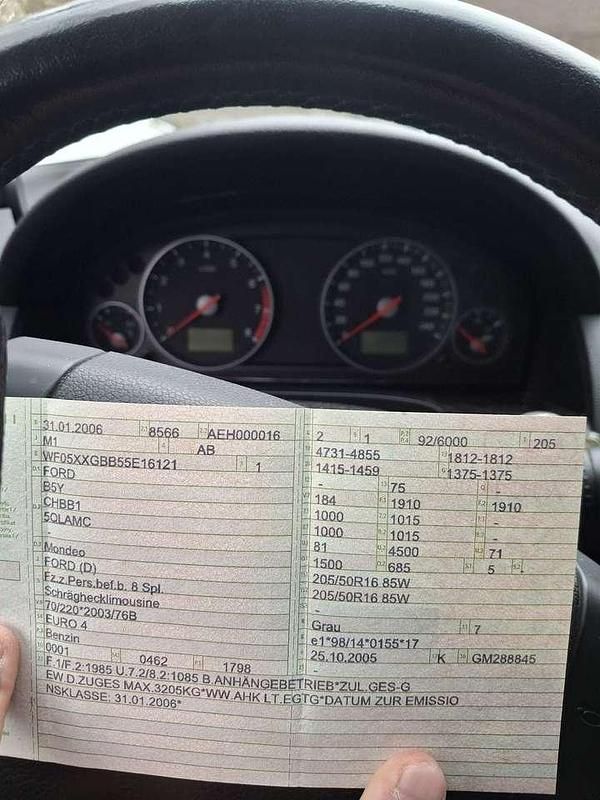 31.01.2006 8566 AEH000016
M1 AB
WF05XXGBB55E16121 1
FORD
B5Y
CHBB1
5QLAMC
-
Mondeo
FORD (D)
Fz.z.Pers.bef.b. 8 Spl.
Schräghecklimousine
70/220*2003/76B
EURO 4
Benzin
0001 0462 1798
2 1 92/6000 205
4731-4855 1812-1812
1415-1459 1375-1375
- 75 -
184 1910 1910
1000 1015 -
1000 1015 -
81 4500 71
1500 685 5 -
205/50R16 85W
205/50R16 85W
-
Grau 7
e1*98/14*0155*17
25.10.2005 K GM288845
F.1/F.2:1985 U.7.2/8.2:1085 B.ANHÄNGEBETRIEB*ZUL.GES-G
EW D.ZUGES MAX.3205KG*WW.AHK LT.EGTG*DATUM ZUR EMISSIO
NSKLASSE: 31.01.2006*